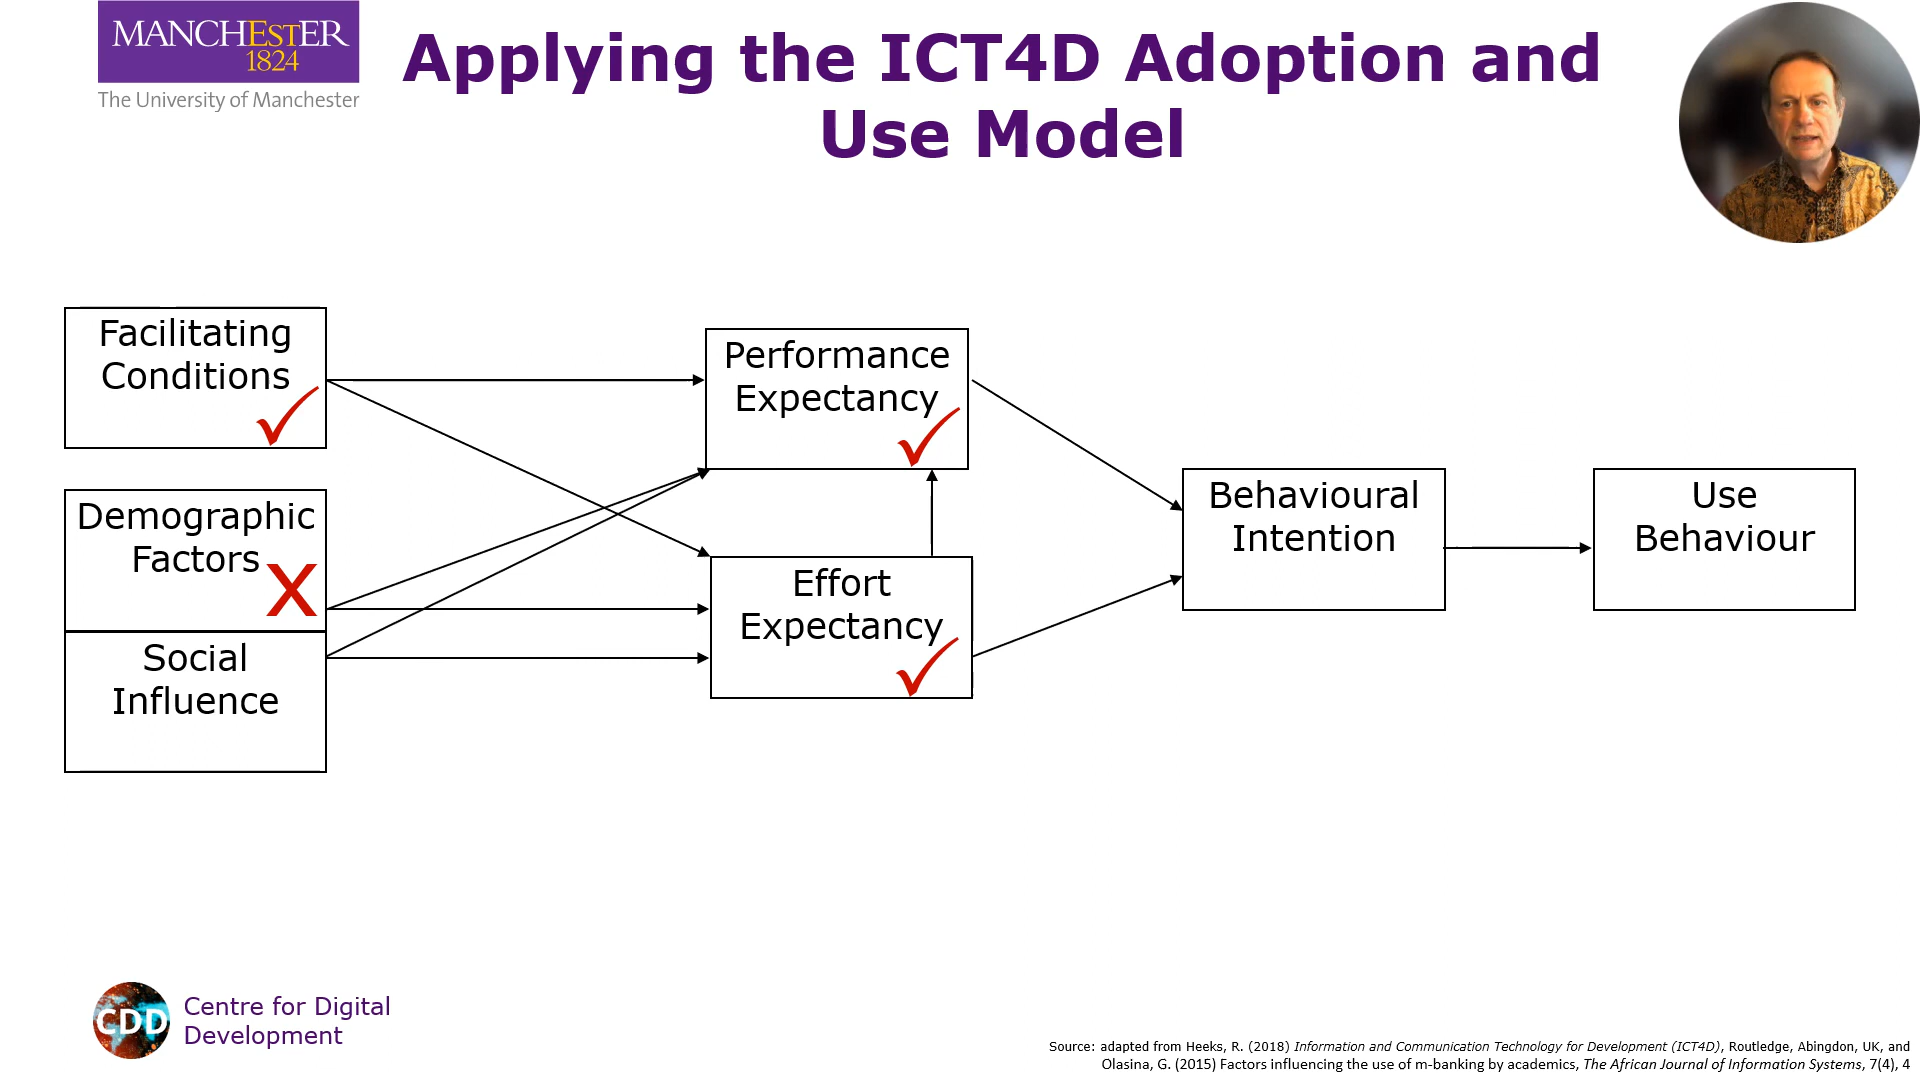 MANCHEsTER
1824
The University of Manchester
Applying the ICT4D Adoption and
Use Model
Facilitating
Conditions
Performance
Expectancy
Demographic
Factors
X
Social
Influence
Effort
Expectancy
Behavioural
Intention
Use
Behaviour
CDD
Centre for Digital
Development
Source: adapted from Heeks, R. (2018) Information and Communication Technology for Development (ICT4D), Routledge, Abingdon, UK, and
Olasina, G. (2015) Factors influencing the use of m-banking by academics, The African Journal of Information Systems, 7(4), 4